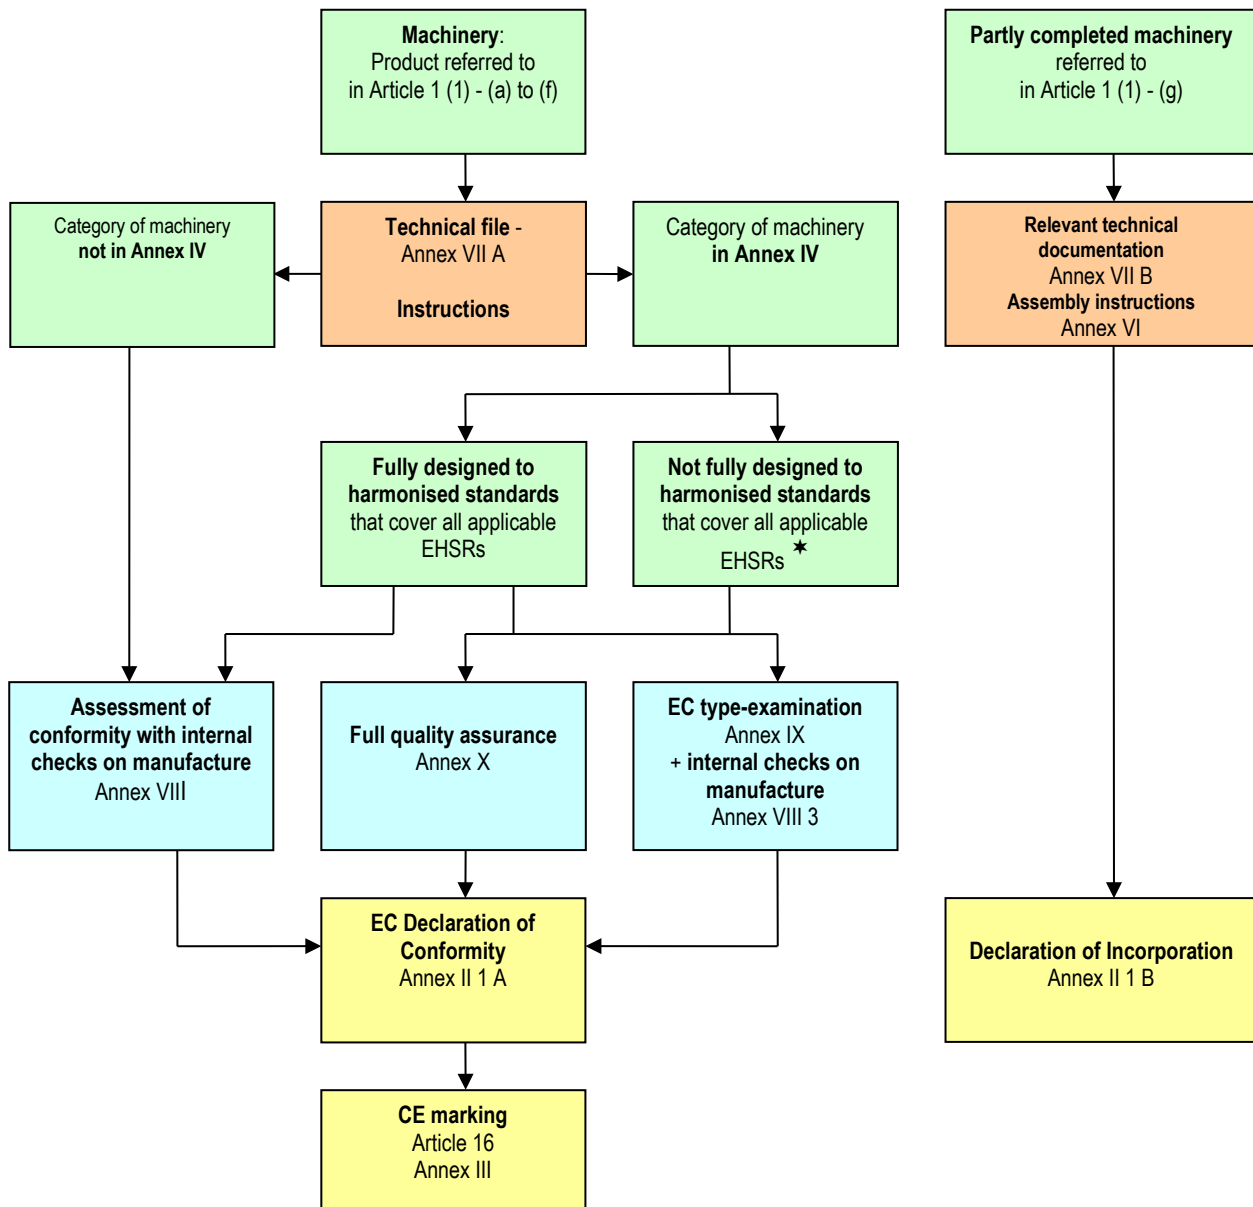 Machinery:
Product referred to
in Article 1 (1) - (a) to (f)
Partly completed machinery
referred to
in Article 1 (1) - (g)
Category of machinery
not in Annex IV
Technical file -
Annex VII A
Instructions
Category of machinery
in Annex IV
Relevant technical
documentation
Annex VII B
Assembly instructions
Annex VI
Fully designed to
harmonised standards
that cover all applicable
EHSRs
Not fully designed to
harmonised standards
that cover all applicable
EHSRs ★
Assessment of
conformity with internal
checks on manufacture
Annex VIII
Full quality assurance
Annex X
EC type-examination
Annex IX
+ internal checks on
manufacture
Annex VIII 3
EC Declaration of
Conformity
Annex II 1 A
Declaration of Incorporation
Annex II 1 B
CE marking
Article 16
Annex III